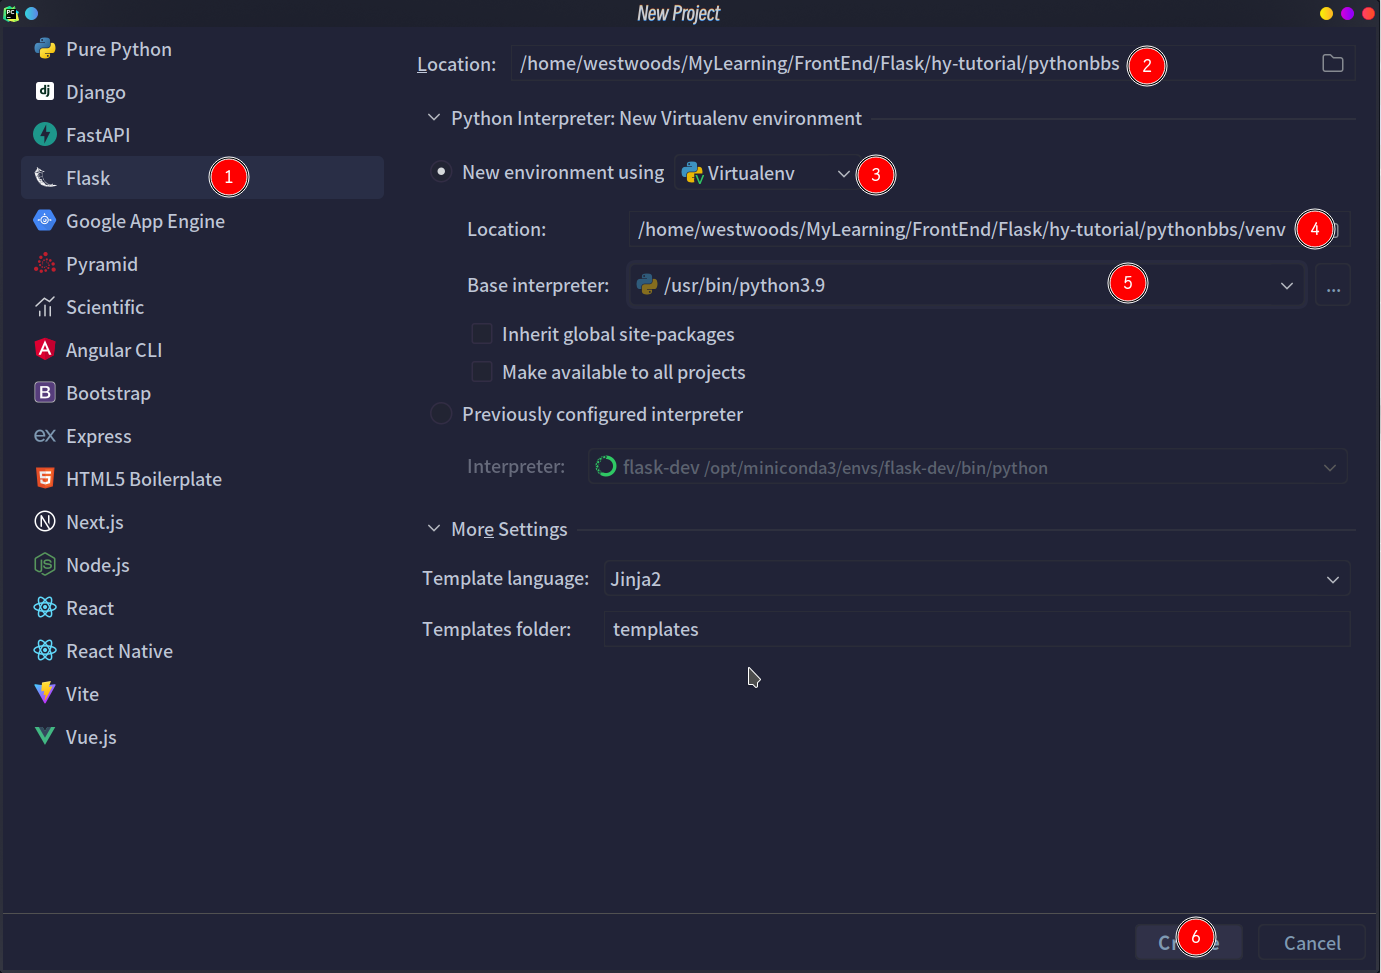 New Project
Pure Python
Django
FastAPI
Flask
1
Google App Engine
Pyramid
Scientific
Angular CLI
Bootstrap
Express
HTML5 Boilerplate
Next.js
Node.js
React
React Native
Vite
Vue.js
Location: /home/westwoods/MyLearning/FrontEnd/Flask/hy-tutorial/pythonbbs 2
Python Interpreter: New Virtualenv environment
New environment using Virtualenv 3
Location: /home/westwoods/MyLearning/FrontEnd/Flask/hy-tutorial/pythonbbs/venv 4
Base interpreter: /usr/bin/python3.9 5 ...
Inherit global site-packages
Make available to all projects
Previously configured interpreter
Interpreter: flask-dev /opt/miniconda3/envs/flask-dev/bin/python
More Settings
Template language: Jinja2
Templates folder: templates
6 Cancel